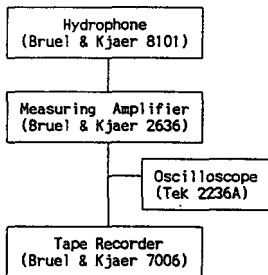 Hydrophone
(Bruel & Kjaer 8101)
Measuring Amplifier
(Bruel & Kjaer 2636)
Oscilloscope
(Tek 2236A)
Tape Recorder
(Bruel & Kjaer 7006)